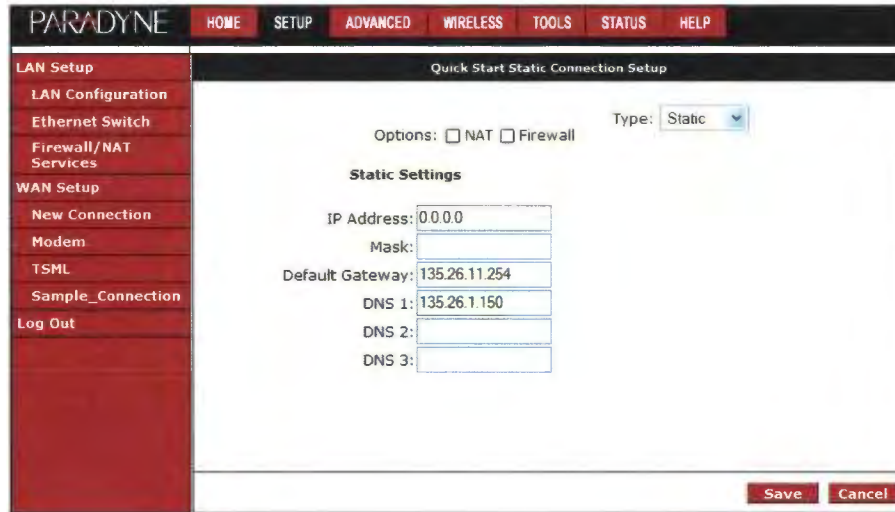 PARADYNE
HOME SETUP ADVANCED WIRELESS TOOLS STATUS HELP
LAN Setup
LAN Configuration
Ethernet Switch
Firewall/NAT
Services
WAN Setup
New Connection
Modem
TSML
Sample_Connection
Log Out
Quick Start Static Connection Setup
Type: Static
Options: NAT Firewall
Static Settings
IP Address: 0.0.0.0
Mask:
Default Gateway: 135.26.11.254
DNS 1: 135.26.1.150
DNS 2:
DNS 3:
Save Cancel